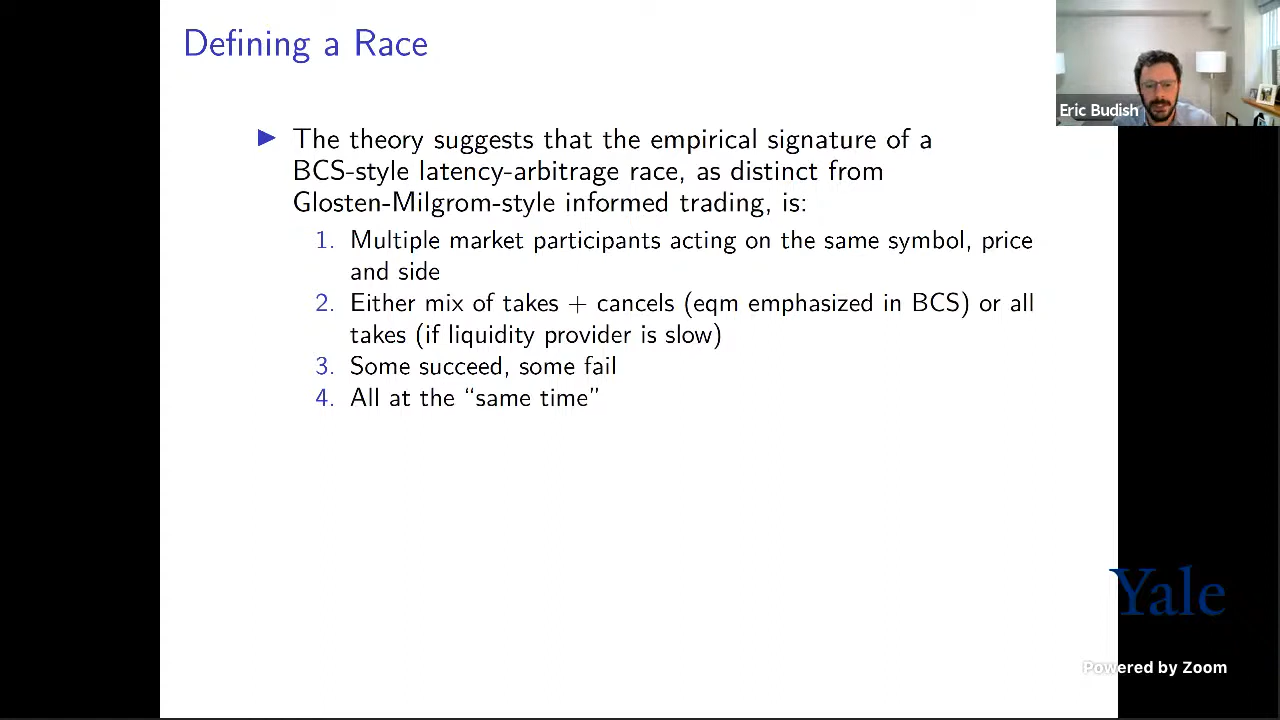 Defining a Race
Eric Budish
▶ The theory suggests that the empirical signature of a
BCS-style latency-arbitrage race, as distinct from
Glosten-Milgrom-style informed trading, is:
1. Multiple market participants acting on the same symbol, price
and side
2. Either mix of takes + cancels (eqm emphasized in BCS) or all
takes (if liquidity provider is slow)
3. Some succeed, some fail
4. All at the “same time”
Yale
Powered by Zoom